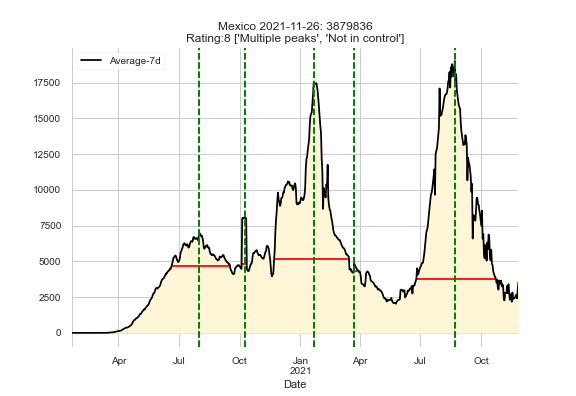 Mexico 2021-11-26: 3879836
Rating:8 ['Multiple peaks', 'Not in control']
Average-7d
17500
15000
12500
10000
7500
5000
2500
0
Apr
Jul
Oct
Jan
2021
Apr
Jul
Oct
Date